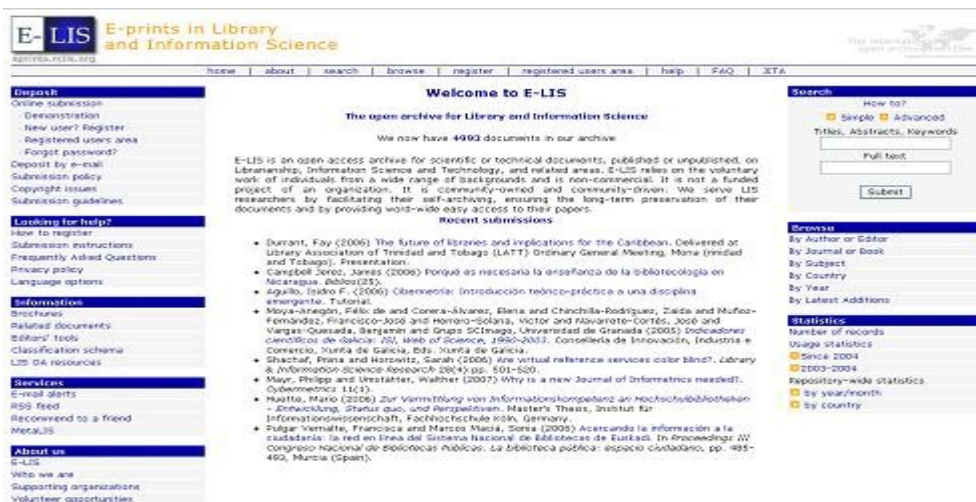 E-LIS
E-prints in Library
and Information Science
eprints.rclis.org
home | about | search | browse | register | registered users area | help | FAQ | JITA
Deposit
Online submission
- Demonstration
- New user? Register
- Registered users area
- Forgot password?
Deposit by e-mail
Submission policy
Copyright issues
Submission guidelines
Looking for help?
How to register
Submission instructions
Frequently Asked Questions
Privacy policy
Language options
Information
Brochures
Related documents
Editors' tools
Classification schema
LIS OA resources
Services
E-mail alerts
RSS feed
Recommend to a friend
MetaLIS
About us
E-LIS
Who we are
Supporting organizations
Volunteer opportunities
Welcome to E-LIS
The open archive for Library and Information Science
We now have 4993 documents in our archive
E-LIS is an open access archive for scientific or technical documents, published or unpublished, on
Librarianship, Information Science and Technology, and related areas. E-LIS relies on the voluntary
work of individuals from a wide range of backgrounds and is non-commercial. It is not a funded
project of an organization. It is community-owned and community-driven. We serve LIS
researchers by facilitating their self-archiving, ensuring the long-term preservation of their
documents and by providing word-wide easy access to their papers.
Recent submissions
• Durrant, Fay (2006) The future of libraries and implications for the Caribbean. Delivered at
Library Association of Trinidad and Tobago (LATT) Ordinary General Meeting, Mona (Trinidad
and Tobago). Presentation.
• Campbell Jerez, James (2006) Porqué es necesaria la enseñanza de la bibliotecología en
Nicaragua. Biblios(25).
• Aguillo, Isidro F. (2006) Cibermetría: Introducción teórico-práctica a una disciplina
emergente. Tutorial.
• Moya-Anegón, Félix de and Corera-Álvarez, Elena and Chinchilla-Rodríguez, Zaida and Muñoz-
Fernández, Francisco-José and Herrero-Solana, Victor and Navarrete-Cortés, José and
Vargas-Quesada, Benjamín and Grupo SCImago, Universidad de Granada (2005) Indicadores
científicos de Galicia: ISI, Web of Science, 1990-2003. Consellería de Innovación, Industria e
Comercio, Xunta de Galicia, Eds. Xunta de Galicia.
• Shachaf, Pnina and Horowitz, Sarah (2006) Are virtual reference services color blind?. Library
& Information Science Research 28(4):pp. 501-520.
• Mayr, Philipp and Umstätter, Walther (2007) Why is a new Journal of Informetrics needed?.
Cybermetrics 11(1).
• Huette, Mario (2006) Zur Vermittlung von Informationskompetenz an Hochschulbibliotheken
- Entwicklung, Status quo, und Perspektiven. Master's Thesis, Institut für
Informationswissenschaft, Fachhochschule Köln, Germany.
• Pulgar Vernalte, Francisca and Marcos Maciá, Sonia (2006) Acercando la información a la
ciudadanía: la red en línea del Sistema Nacional de Bibliotecas de Euskadi. In Proceedings III
Congreso Nacional de Bibliotecas Públicas. La biblioteca pública: espacio ciudadano, pp. 485-
493, Murcia (Spain).
Search
How to?
Simple Advanced
Titles, Abstracts, Keywords
Full text
Submit
Browse
By Author or Editor
By Journal or Book
By Subject
By Country
By Year
By Latest Additions
Statistics
Number of records
Usage statistics
Since 2004
2003-2004
Repository-wide statistics
by year/month
by country